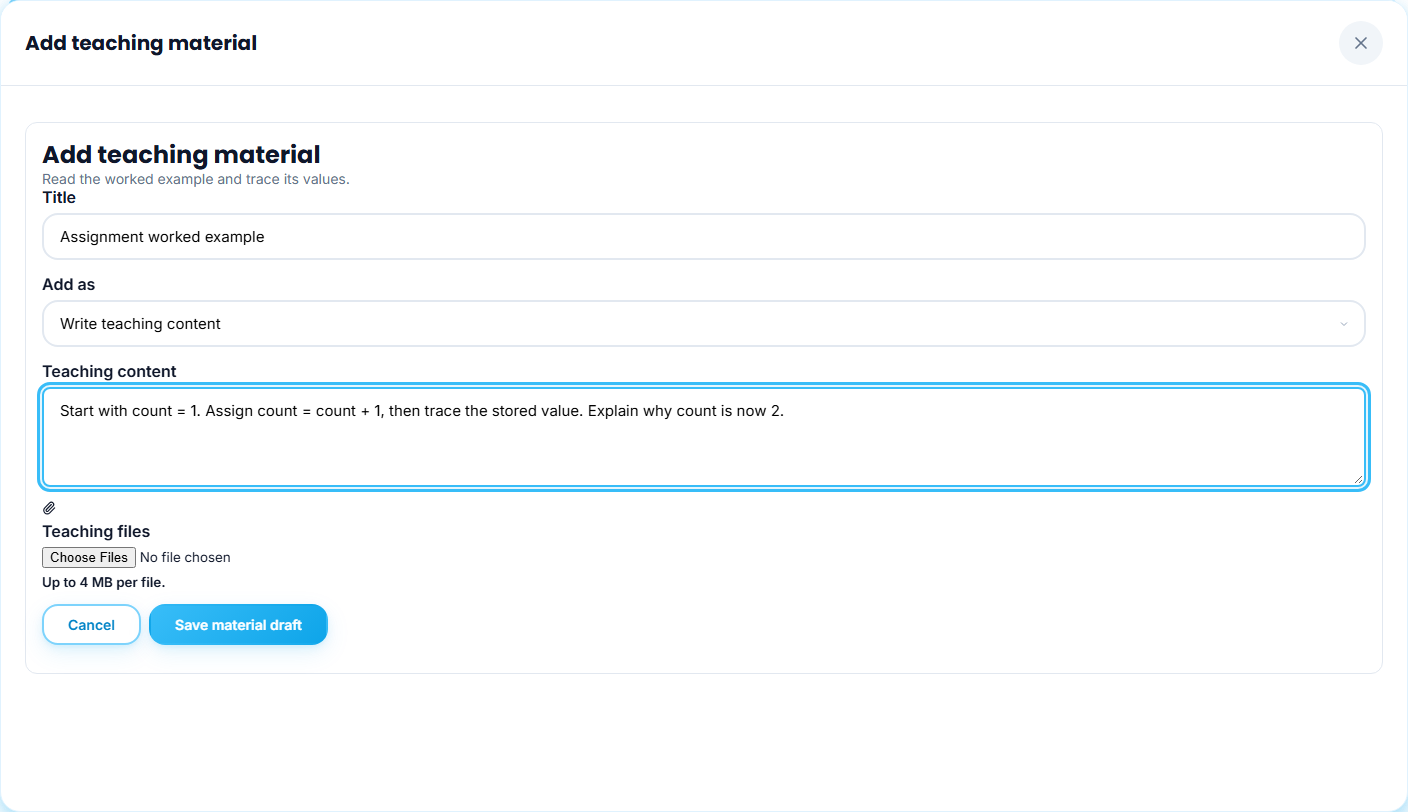 Add teaching material
Add teaching material
Read the worked example and trace its values.
Title
Assignment worked example
Add as
Write teaching content
Teaching content
Start with count = 1. Assign count = count + 1, then trace the stored value. Explain why count is now 2.
Teaching files
Choose Files No file chosen
Up to 4 MB per file.
Cancel Save material draft